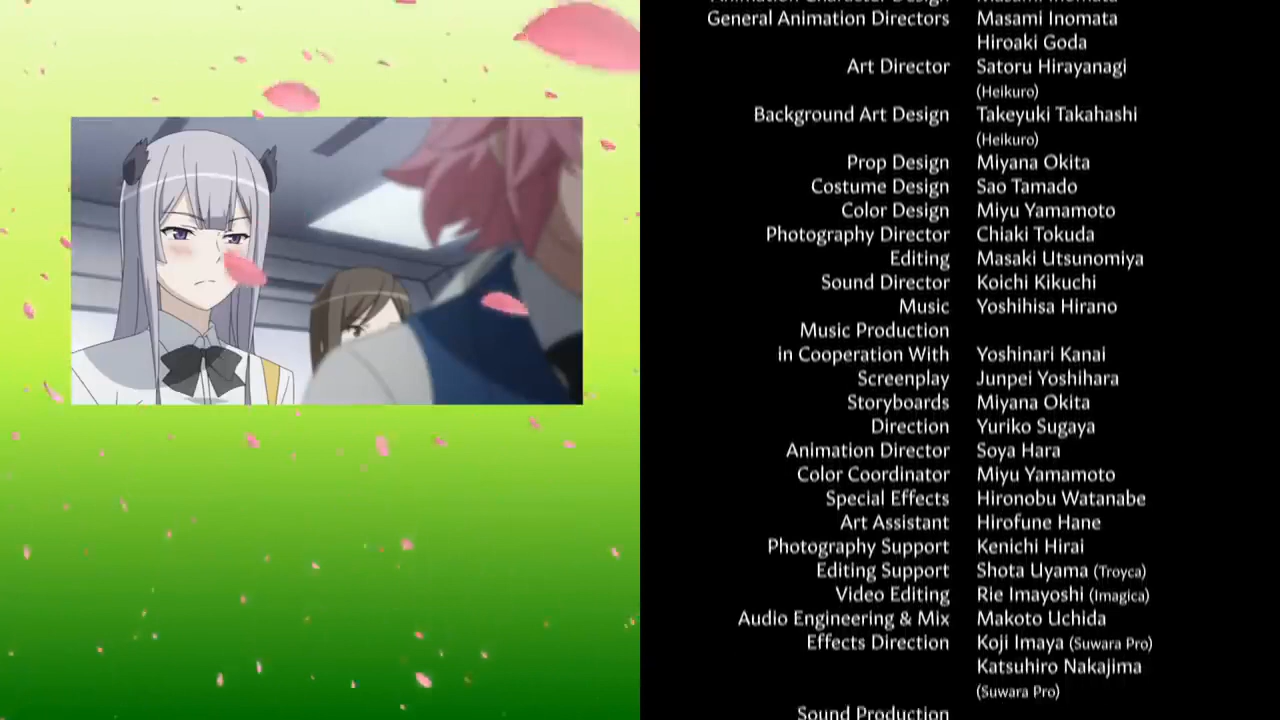 Animation Character Design Masami Inomata
General Animation Directors Masami Inomata
Hiroaki Goda
Art Director Satoru Hirayanagi
(Heikuro)
Background Art Design Takeyuki Takahashi
(Heikuro)
Prop Design Miyana Okita
Costume Design Sao Tamado
Color Design Miyu Yamamoto
Photography Director Chiaki Tokuda
Editing Masaki Utsunomiya
Sound Director Koichi Kikuchi
Music Yoshihisa Hirano
Music Production
in Cooperation With Yoshinari Kanai
Screenplay Junpei Yoshihara
Storyboards Miyana Okita
Direction Yuriko Sugaya
Animation Director Soya Hara
Color Coordinator Miyu Yamamoto
Special Effects Hironobu Watanabe
Art Assistant Hirofune Hane
Photography Support Kenichi Hirai
Editing Support Shota Uyama (Troyca)
Video Editing Rie Imayoshi (Imagica)
Audio Engineering & Mix Makoto Uchida
Effects Direction Koji Imaya (Suwara Pro)
Katsuhiro Nakajima
(Suwara Pro)
Sound Production